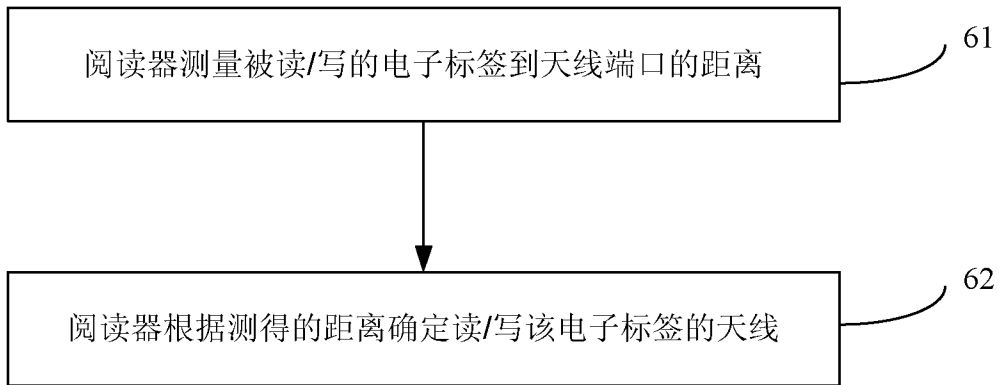 阅读器测量被读/写的电子标签到天线端口的距离
61
阅读器根据测得的距离确定读/写该电子标签的天线
62